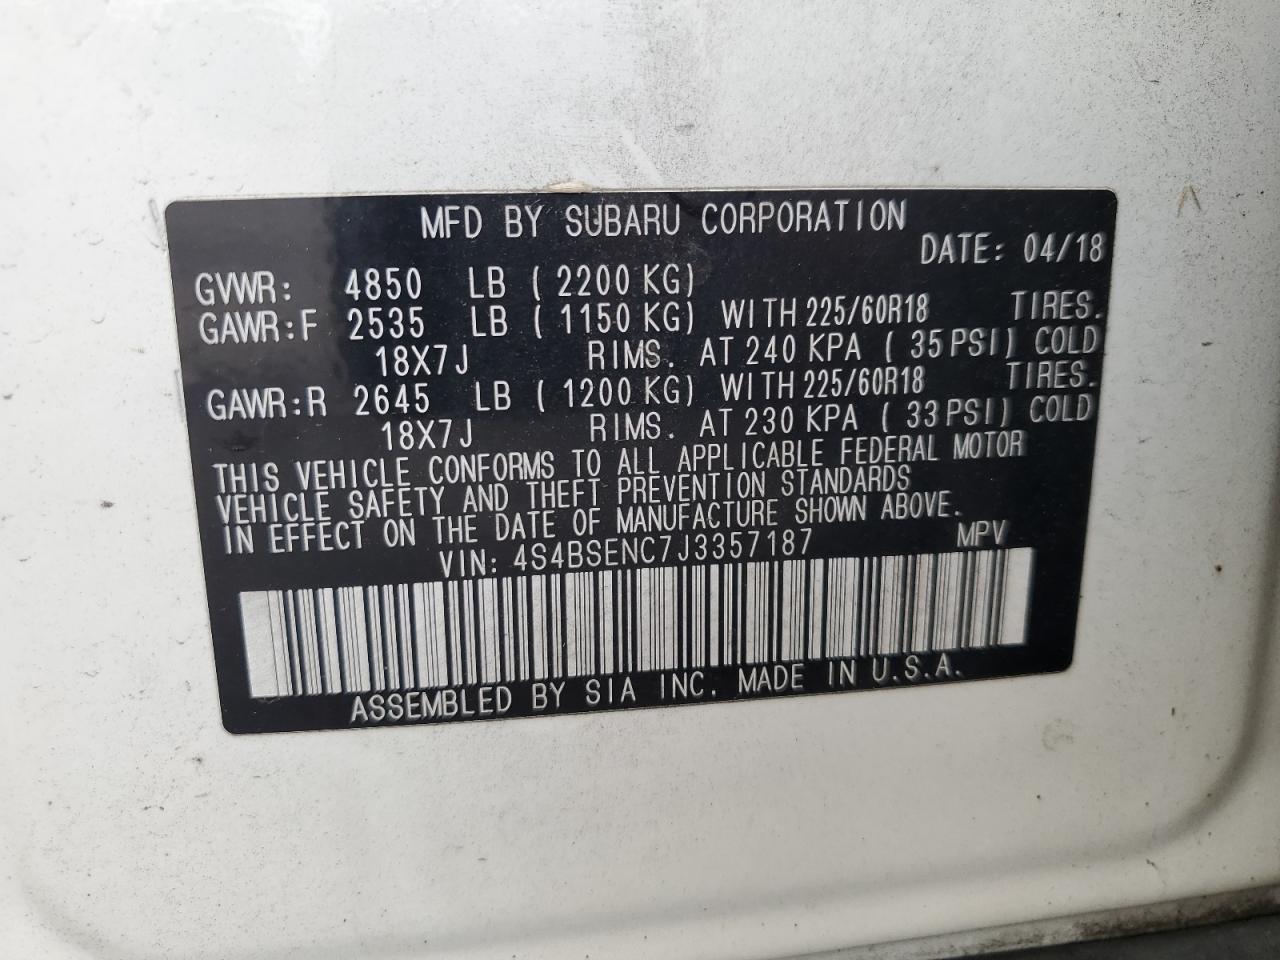 MFD BY SUBARU CORPORATION
DATE: 04/18
GVWR: 4850 LB ( 2200 KG)
GAWR:F 2535 LB ( 1150 KG) WITH 225/60R18 TIRES.
18X7J RIMS. AT 240 KPA ( 35 PSI) COLD
GAWR:R 2645 LB ( 1200 KG) WITH 225/60R18 TIRES.
18X7J RIMS. AT 230 KPA ( 33 PSI) COLD
THIS VEHICLE CONFORMS TO ALL APPLICABLE FEDERAL MOTOR
VEHICLE SAFETY AND THEFT PREVENTION STANDARDS
IN EFFECT ON THE DATE OF MANUFACTURE SHOWN ABOVE.
VIN: 4S4BSENC7J3357187 MPV
ASSEMBLED BY SIA INC. MADE IN U.S.A.